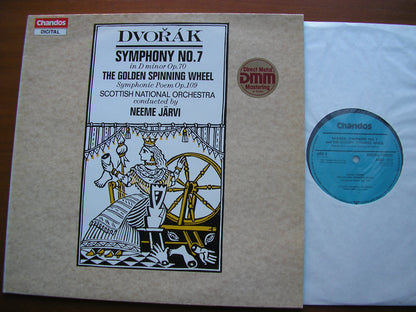 Chandos
DIGITAL
DVOŘÁK
SYMPHONY NO.7
in D minor Op.70
THE GOLDEN SPINNING WHEEL
Symphonic Poem Op.109
SCOTTISH NATIONAL ORCHESTRA
conducted by
NEEME JÄRVI
Direct Metal
DMM
Mastering
Chandos